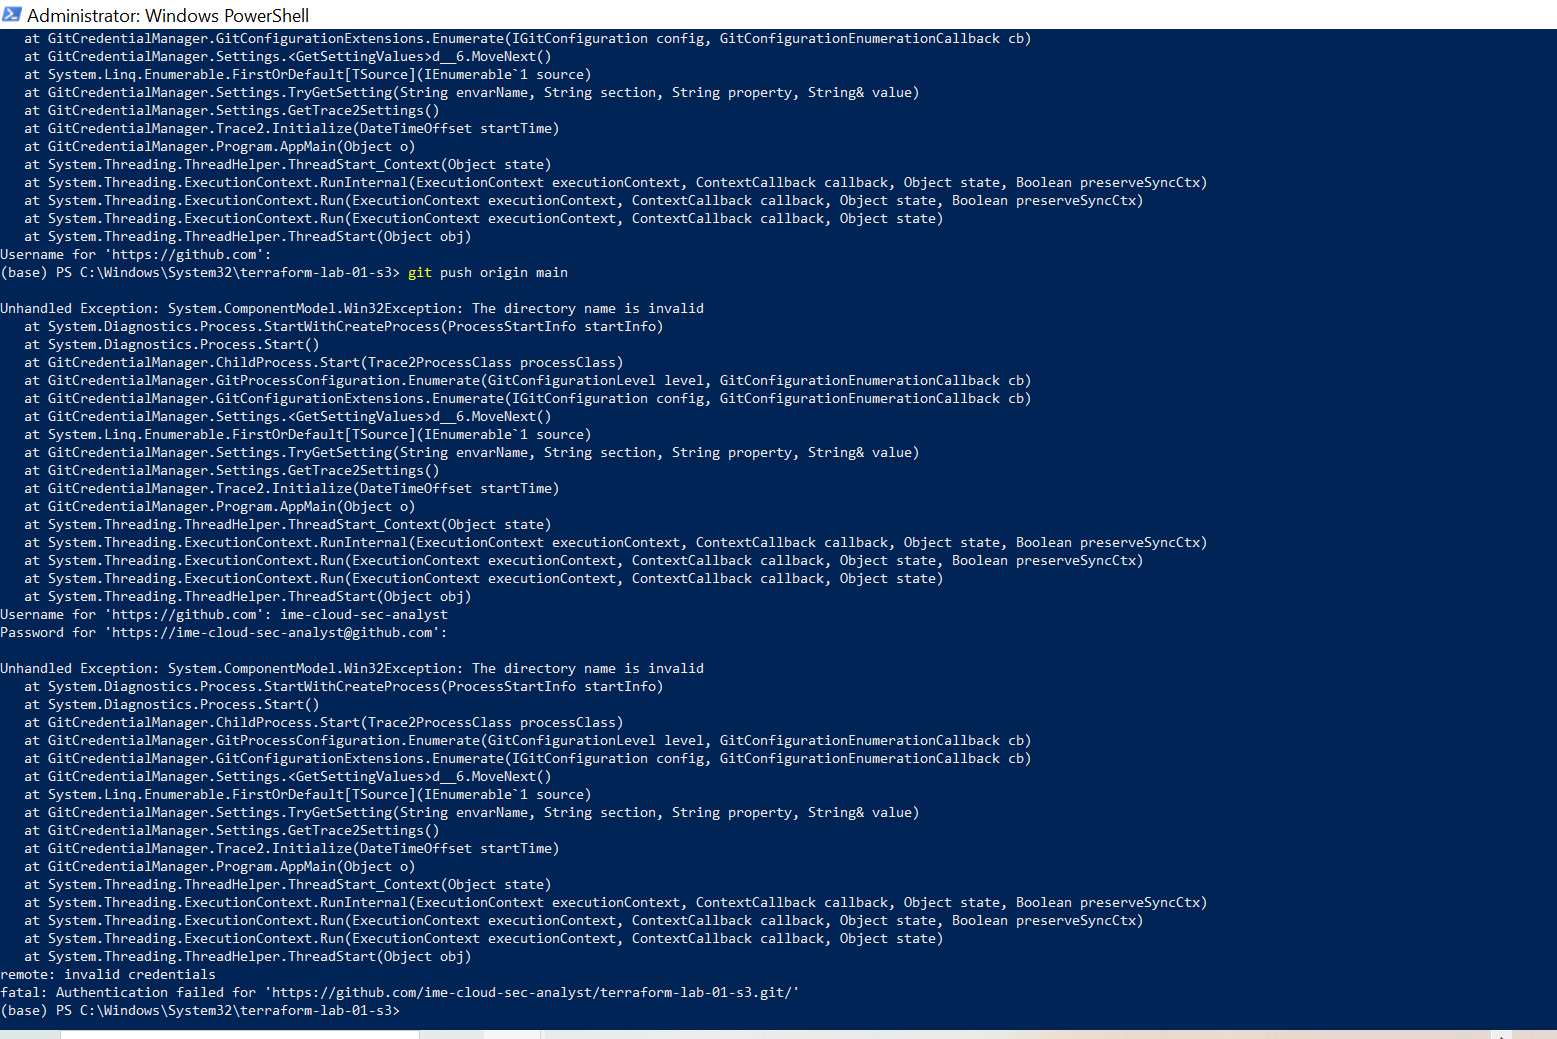 Administrator: Windows PowerShell
at GitCredentialManager.GitConfigurationExtensions.Enumerate(IGitConfiguration config, GitConfigurationEnumerationCallback cb)
at GitCredentialManager.Settings.<GetSettingValues>d__6.MoveNext()
at System.Linq.Enumerable.FirstOrDefault[TSource](IEnumerable`1 source)
at GitCredentialManager.Settings.TryGetSetting(String envarName, String section, String property, String& value)
at GitCredentialManager.Settings.GetTrace2Settings()
at GitCredentialManager.Trace2.Initialize(DateTimeOffset startTime)
at GitCredentialManager.Program.AppMain(Object o)
at System.Threading.ThreadHelper.ThreadStart_Context(Object state)
at System.Threading.ExecutionContext.RunInternal(ExecutionContext executionContext, ContextCallback callback, Object state, Boolean preserveSyncCtx)
at System.Threading.ExecutionContext.Run(ExecutionContext executionContext, ContextCallback callback, Object state, Boolean preserveSyncCtx)
at System.Threading.ExecutionContext.Run(ExecutionContext executionContext, ContextCallback callback, Object state)
at System.Threading.ThreadHelper.ThreadStart(Object obj)
Username for 'https://github.com':
(base) PS C:\Windows\System32\terraform-lab-01-s3> git push origin main
Unhandled Exception: System.ComponentModel.Win32Exception: The directory name is invalid
at System.Diagnostics.Process.StartWithCreateProcess(ProcessStartInfo startInfo)
at System.Diagnostics.Process.Start()
at GitCredentialManager.ChildProcess.Start(Trace2ProcessClass processClass)
at GitCredentialManager.GitProcessConfiguration.Enumerate(GitConfigurationLevel level, GitConfigurationEnumerationCallback cb)
at GitCredentialManager.GitConfigurationExtensions.Enumerate(IGitConfiguration config, GitConfigurationEnumerationCallback cb)
at GitCredentialManager.Settings.<GetSettingValues>d__6.MoveNext()
at System.Linq.Enumerable.FirstOrDefault[TSource](IEnumerable`1 source)
at GitCredentialManager.Settings.TryGetSetting(String envarName, String section, String property, String& value)
at GitCredentialManager.Settings.GetTrace2Settings()
at GitCredentialManager.Trace2.Initialize(DateTimeOffset startTime)
at GitCredentialManager.Program.AppMain(Object o)
at System.Threading.ThreadHelper.ThreadStart_Context(Object state)
at System.Threading.ExecutionContext.RunInternal(ExecutionContext executionContext, ContextCallback callback, Object state, Boolean preserveSyncCtx)
at System.Threading.ExecutionContext.Run(ExecutionContext executionContext, ContextCallback callback, Object state, Boolean preserveSyncCtx)
at System.Threading.ExecutionContext.Run(ExecutionContext executionContext, ContextCallback callback, Object state)
at System.Threading.ThreadHelper.ThreadStart(Object obj)
Username for 'https://github.com': ime-cloud-sec-analyst
Password for 'https://ime-cloud-sec-analyst@github.com':
Unhandled Exception: System.ComponentModel.Win32Exception: The directory name is invalid
at System.Diagnostics.Process.StartWithCreateProcess(ProcessStartInfo startInfo)
at System.Diagnostics.Process.Start()
at GitCredentialManager.ChildProcess.Start(Trace2ProcessClass processClass)
at GitCredentialManager.GitProcessConfiguration.Enumerate(GitConfigurationLevel level, GitConfigurationEnumerationCallback cb)
at GitCredentialManager.GitConfigurationExtensions.Enumerate(IGitConfiguration config, GitConfigurationEnumerationCallback cb)
at GitCredentialManager.Settings.<GetSettingValues>d__6.MoveNext()
at System.Linq.Enumerable.FirstOrDefault[TSource](IEnumerable`1 source)
at GitCredentialManager.Settings.TryGetSetting(String envarName, String section, String property, String& value)
at GitCredentialManager.Settings.GetTrace2Settings()
at GitCredentialManager.Trace2.Initialize(DateTimeOffset startTime)
at GitCredentialManager.Program.AppMain(Object o)
at System.Threading.ThreadHelper.ThreadStart_Context(Object state)
at System.Threading.ExecutionContext.RunInternal(ExecutionContext executionContext, ContextCallback callback, Object state, Boolean preserveSyncCtx)
at System.Threading.ExecutionContext.Run(ExecutionContext executionContext, ContextCallback callback, Object state, Boolean preserveSyncCtx)
at System.Threading.ExecutionContext.Run(ExecutionContext executionContext, ContextCallback callback, Object state)
at System.Threading.ThreadHelper.ThreadStart(Object obj)
remote: invalid credentials
fatal: Authentication failed for 'https://github.com/ime-cloud-sec-analyst/terraform-lab-01-s3.git/'
(base) PS C:\Windows\System32\terraform-lab-01-s3>